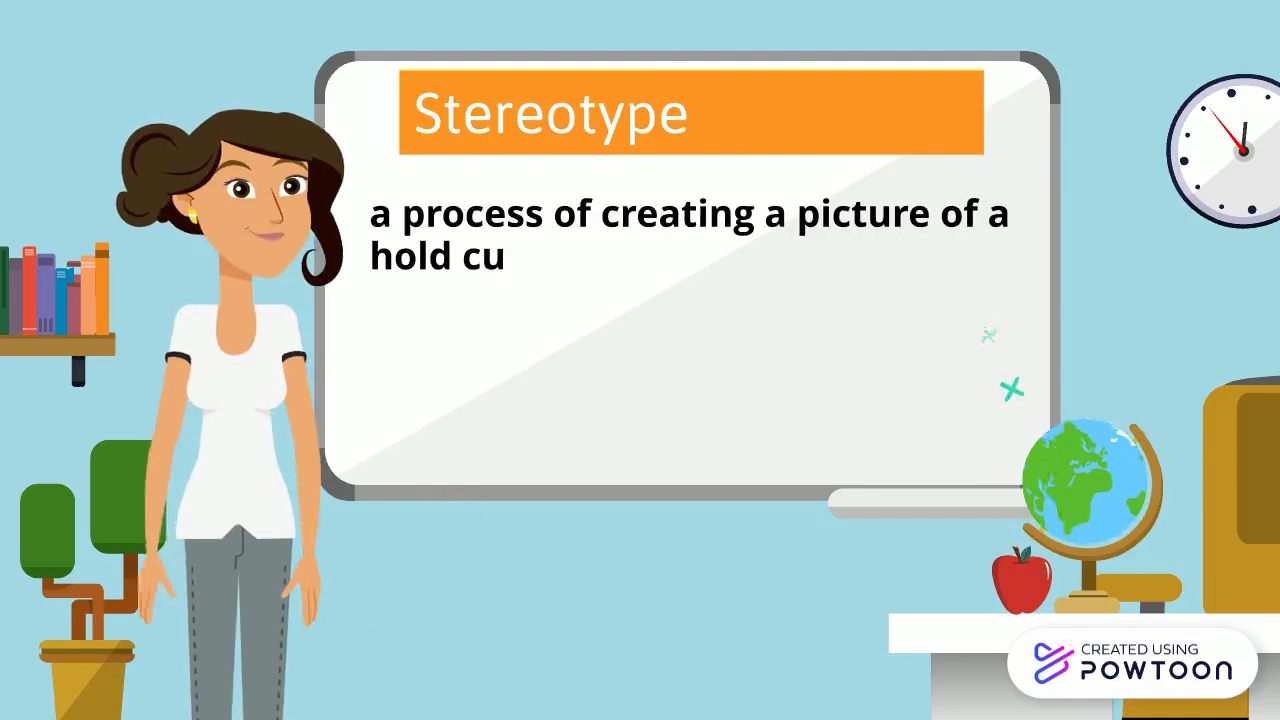 Stereotype
a process of creating a picture of a
hold cu
CREATED USING
POWTOON